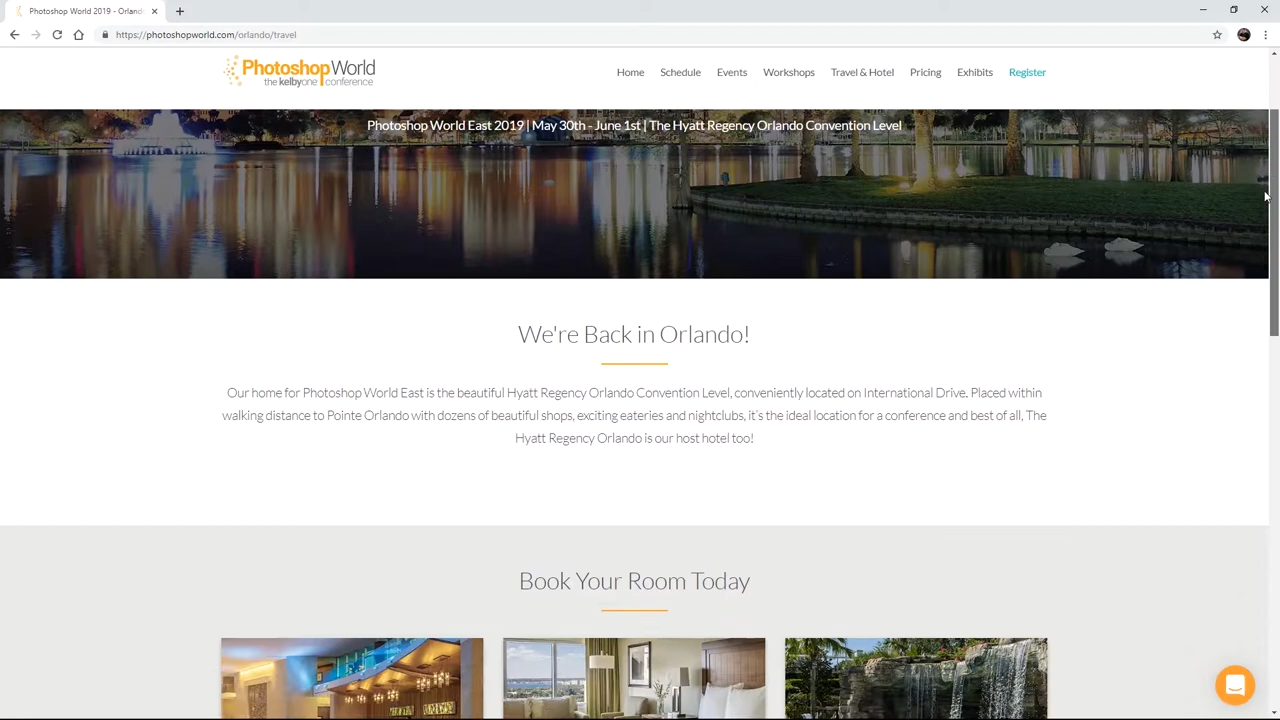 Photoshop World 2019 - Orland
https://photoshopworld.com/orlando/travel
PhotoshopWorld
the kelbyone conference
Home
Schedule
Events
Workshops
Travel & Hotel
Pricing
Exhibits
Register
Photoshop World East 2019 | May 30th - June 1st | The Hyatt Regency Orlando Convention Level
We're Back in Orlando!
Our home for Photoshop World East is the beautiful Hyatt Regency Orlando Convention Level, conveniently located on International Drive. Placed within
walking distance to Pointe Orlando with dozens of beautiful shops, exciting eateries and nightclubs, it's the ideal location for a conference and best of all, The
Hyatt Regency Orlando is our host hotel too!
Book Your Room Today